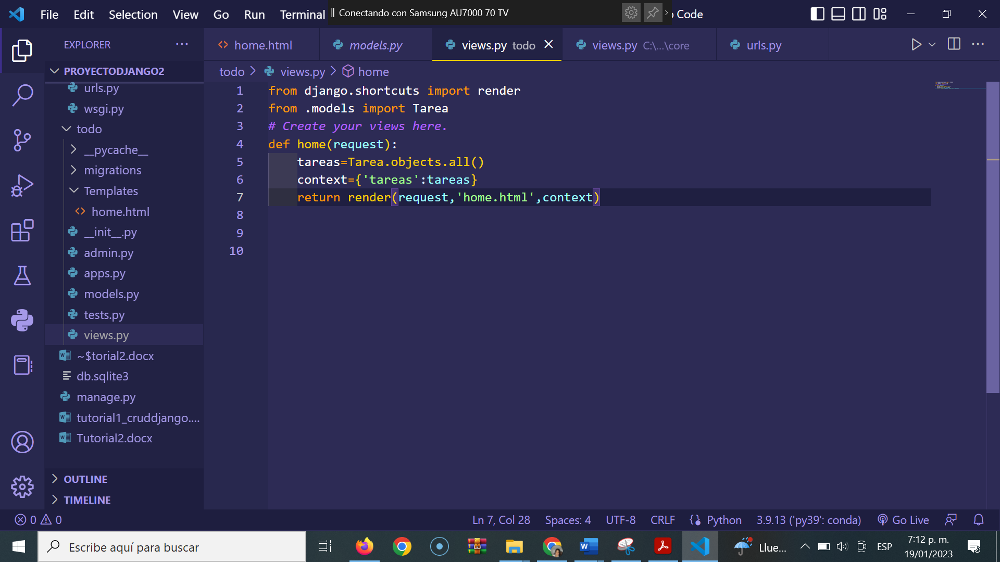 File Edit Selection View Go Run Terminal
Conectando con Samsung AU7000 70 TV
Code
EXPLORER
PROYECTODJANGO2
urls.py
wsgi.py
todo
__pycache__
migrations
Templates
home.html
__init__.py
admin.py
apps.py
models.py
tests.py
views.py
~$torial2.docx
db.sqlite3
manage.py
tutorial1_cruddjango....
Tutorial2.docx
OUTLINE
TIMELINE
home.html models.py views.py todo views.py C:\...\core urls.py
todo > views.py > home
1 from django.shortcuts import render
2 from .models import Tarea
3 # Create your views here.
4 def home(request):
5 tareas=Tarea.objects.all()
6 context={'tareas':tareas}
7 return render(request,'home.html',context)
8
9
10
0 0 Ln 7, Col 28 Spaces: 4 UTF-8 CRLF Python 3.9.13 ('py39': conda) Go Live
Escribe aquí para buscar
Llue...
ESP
7:12 p. m.
19/01/2023